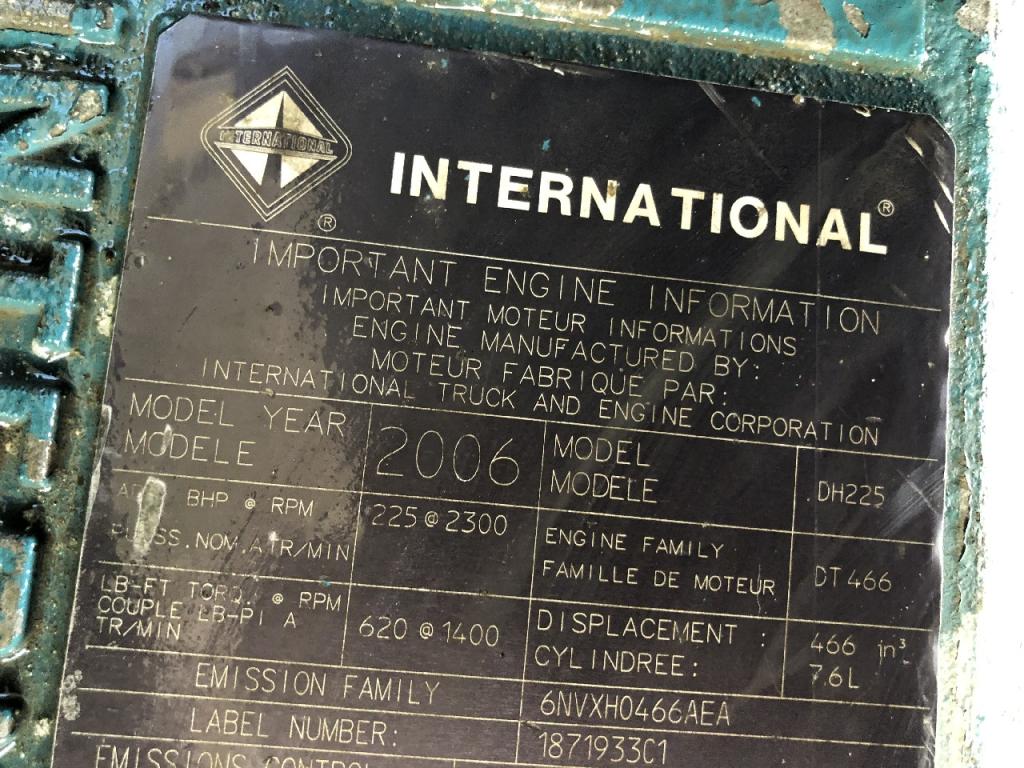 INTERNATIONAL
®
INTERNATIONAL®
IMPORTANT ENGINE INFORMATION
IMPORTANT MOTEUR INFORMATIONS
ENGINE MANUFACTURED BY:
MOTEUR FABRIQUE PAR:
INTERNATIONAL TRUCK AND ENGINE CORPORATION
MODEL YEAR
MODELE
2006
MODEL
MODELE
DH225
BHP @ RPM
NOM.A TR/MIN
225 @ 2300
ENGINE FAMILY
FAMILLE DE MOTEUR
DT466
LB-FT @ RPM
COUPLE LB-PI A
TR/MIN
620 @ 1400
DISPLACEMENT :
CYLINDREE:
466 in³
7.6L
EMISSION FAMILY
6NVXH0466AEA
LABEL NUMBER:
1871933C1
EMISSIONS CONTROL